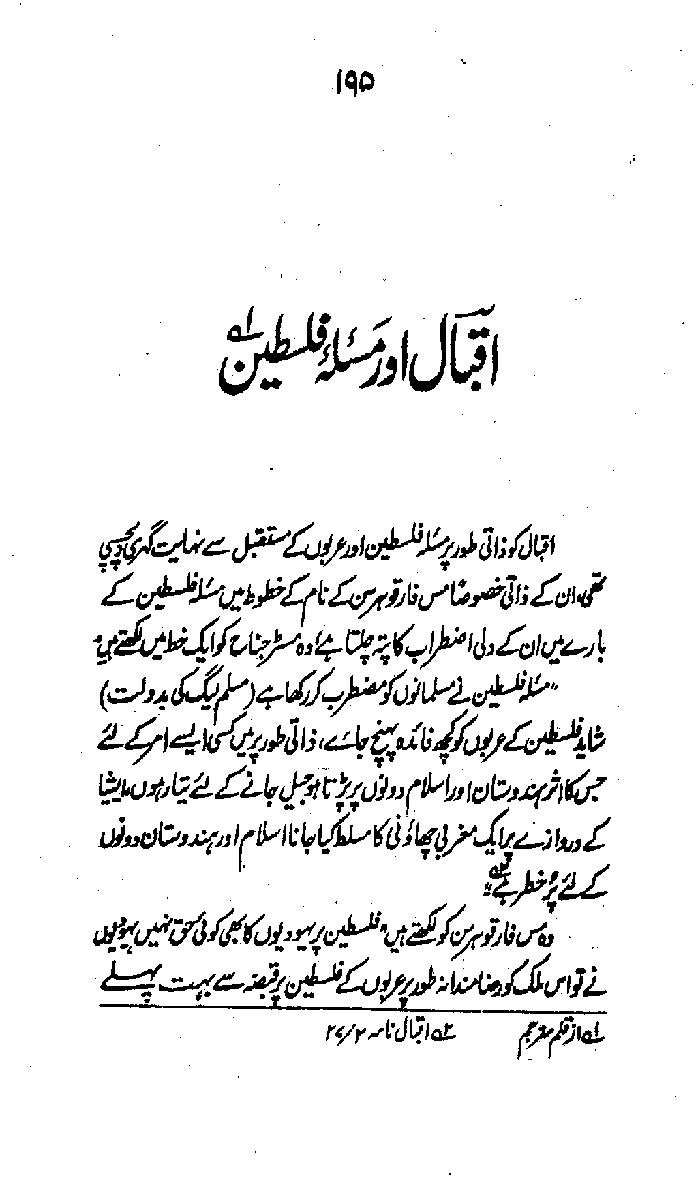 ۱۹۵
اقبال اور مسئلۂ فلسطین ؎۱
اقبال کو ذاتی طور پر مسئلہ فلسطین اور عربوں کے مستقبل سے نہایت گہری دلچسپی
تھی، ان کے ذاتی خصوصاً مس فارقوہرسن کے نام کے خطوط میں مسئلہ فلسطین کے
بارے میں ان کے دلی اضطراب کا پتہ چلتا ہے، وہ مسٹر جناح کو ایک خط میں لکھتے ہیں،
"مسئلہ فلسطین نے مسلمانوں کو مضطرب کر رکھا ہے (مسلم لیگ کی بدولت)
شاید فلسطین کے عربوں کو کچھ فائدہ پہنچ جائے، ذاتی طور پر میں کسی ایسے امر کے لئے
جس کا اثر ہندوستان اور اسلام دونوں پر پڑتا ہو جیل جانے کے لئے تیار ہوں، ایشیا
کے دروازے پر ایک مغربی چھاؤنی کا مسلط کیا جانا اسلام اور ہندوستان دونوں
کے لئے پُر خطر ہے ؎۲"
وہ مس فارقوہرسن کو لکھتے ہیں "فلسطین پر یہودیوں کا بھی کوئی حق نہیں یہودیوں
نے تو اس ملک کو رضامندانہ طور پر عربوں کے فلسطین پر قبضہ سے بہت پہلے
؎۱ از قلم مترجم ؎۲ اقبال نامہ ۲۷/۲